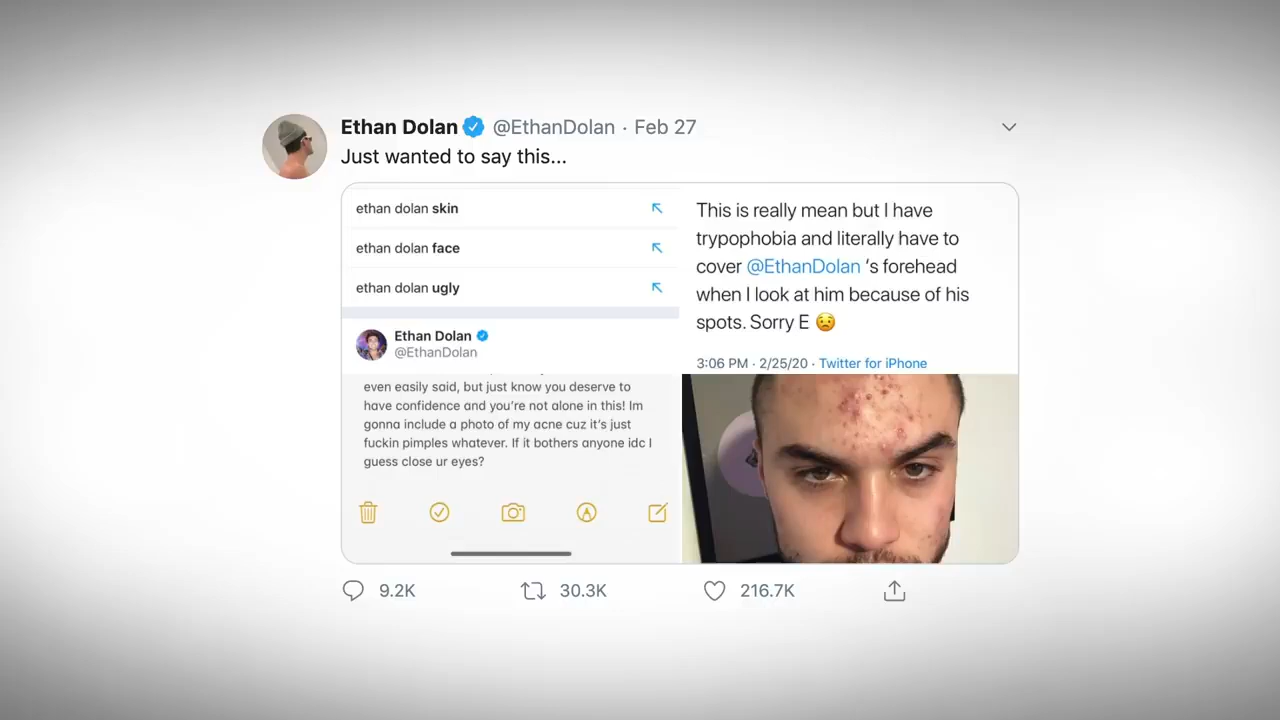 Ethan Dolan @EthanDolan · Feb 27
Just wanted to say this...
ethan dolan skin
ethan dolan face
ethan dolan ugly
Ethan Dolan
@EthanDolan
even easily said, but just know you deserve to
have confidence and you're not alone in this! Im
gonna include a photo of my acne cuz it's just
fuckin pimples whatever. If it bothers anyone idc I
guess close ur eyes?
This is really mean but I have
trypophobia and literally have to
cover @EthanDolan 's forehead
when I look at him because of his
spots. Sorry E 😟
3:06 PM · 2/25/20 · Twitter for iPhone
9.2K 30.3K 216.7K